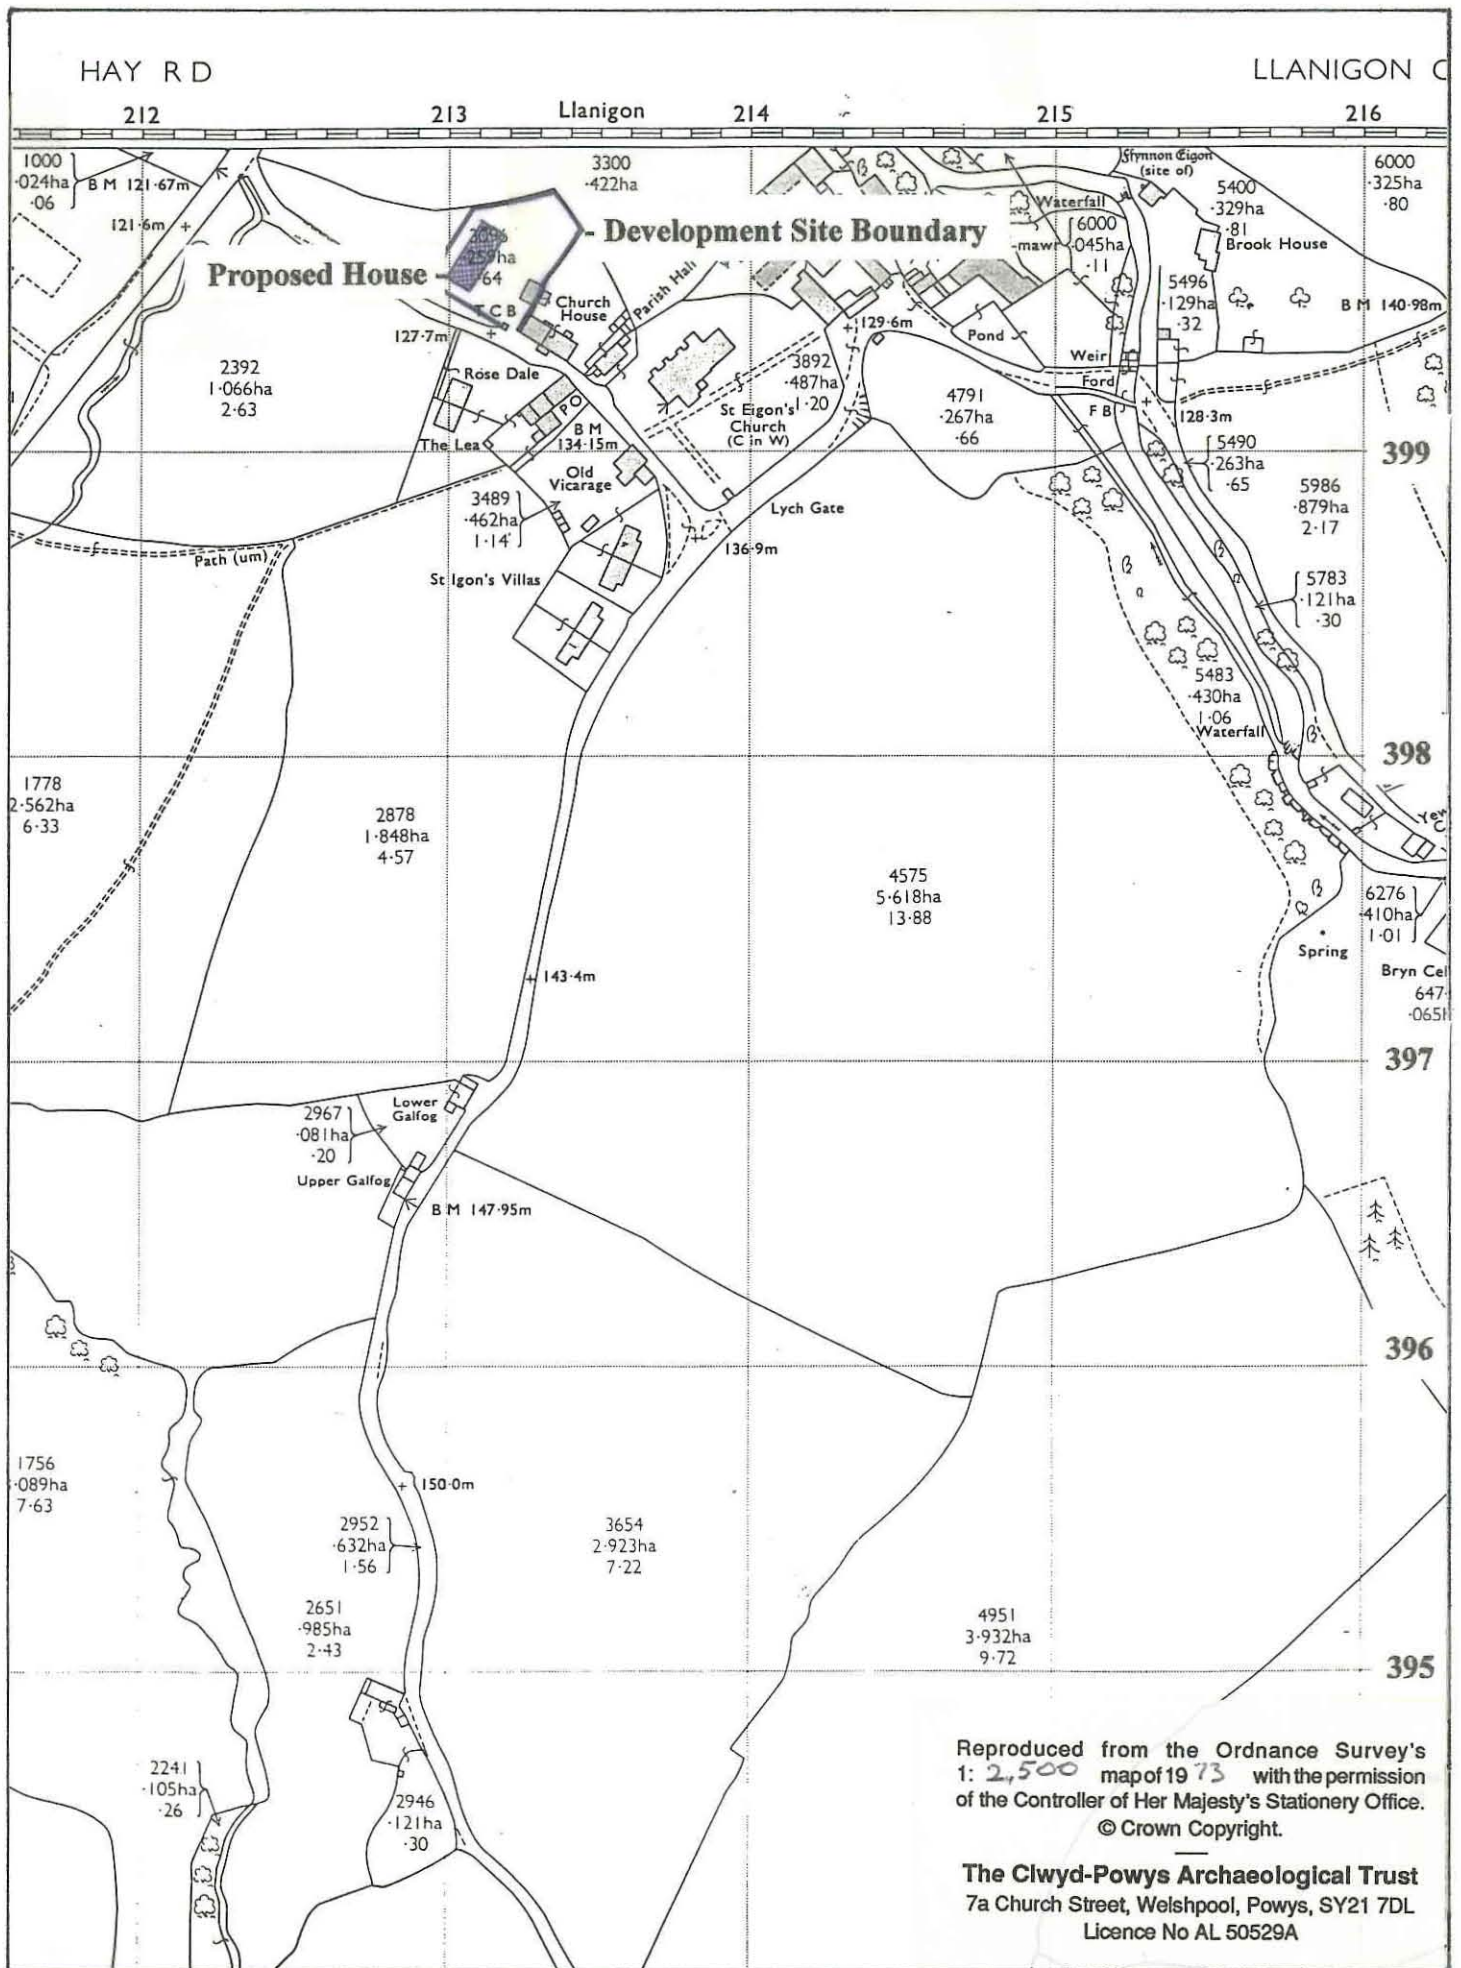 HAY RD
LLANIGON C
212
213
Llanigon
214
215
216
1000
·024ha
·06
B M 121·67m
121·6m
3300
·422ha
Ffynnon Eigon
(site of)
5400
·329ha
·81
6000
·325ha
·80
Waterfall
6000
·045ha
·11
-mawr
Brook House
- Development Site Boundary
Proposed House -
·259ha
·64
T C B
Church
House
Parish Hall
127·7m
129·6m
5496
·129ha
·32
B M 140·98m
Pond
Weir
Ford
F B
128·3m
2392
1·066ha
2·63
Rose Dale
P O
The Lea
B M
134·15m
3892
·487ha
1·20
St Eigon's
Church
(C in W)
4791
·267ha
·66
399
5490
·263ha
·65
Old
Vicarage
3489
·462ha
1·14
Lych Gate
5986
·879ha
2·17
136·9m
Path (um)
St Igon's Villas
5783
·121ha
·30
5483
·430ha
1·06
Waterfall
398
1778
2·562ha
6·33
2878
1·848ha
4·57
4575
5·618ha
13·88
Yew
C
6276
·410ha
1·01
Spring
Bryn Cel
647
·065h
143·4m
397
Lower
Galfog
2967
·081ha
·20
Upper Galfog
B M 147·95m
396
1756
·089ha
7·63
150·0m
2952
·632ha
1·56
3654
2·923ha
7·22
2651
·985ha
2·43
4951
3·932ha
9·72
395
2241
·105ha
·26
2946
·121ha
·30
Reproduced from the Ordnance Survey's
1: 2,500 map of 19 73 with the permission
of the Controller of Her Majesty's Stationery Office.
© Crown Copyright.
The Clwyd-Powys Archaeological Trust
7a Church Street, Welshpool, Powys, SY21 7DL
Licence No AL 50529A